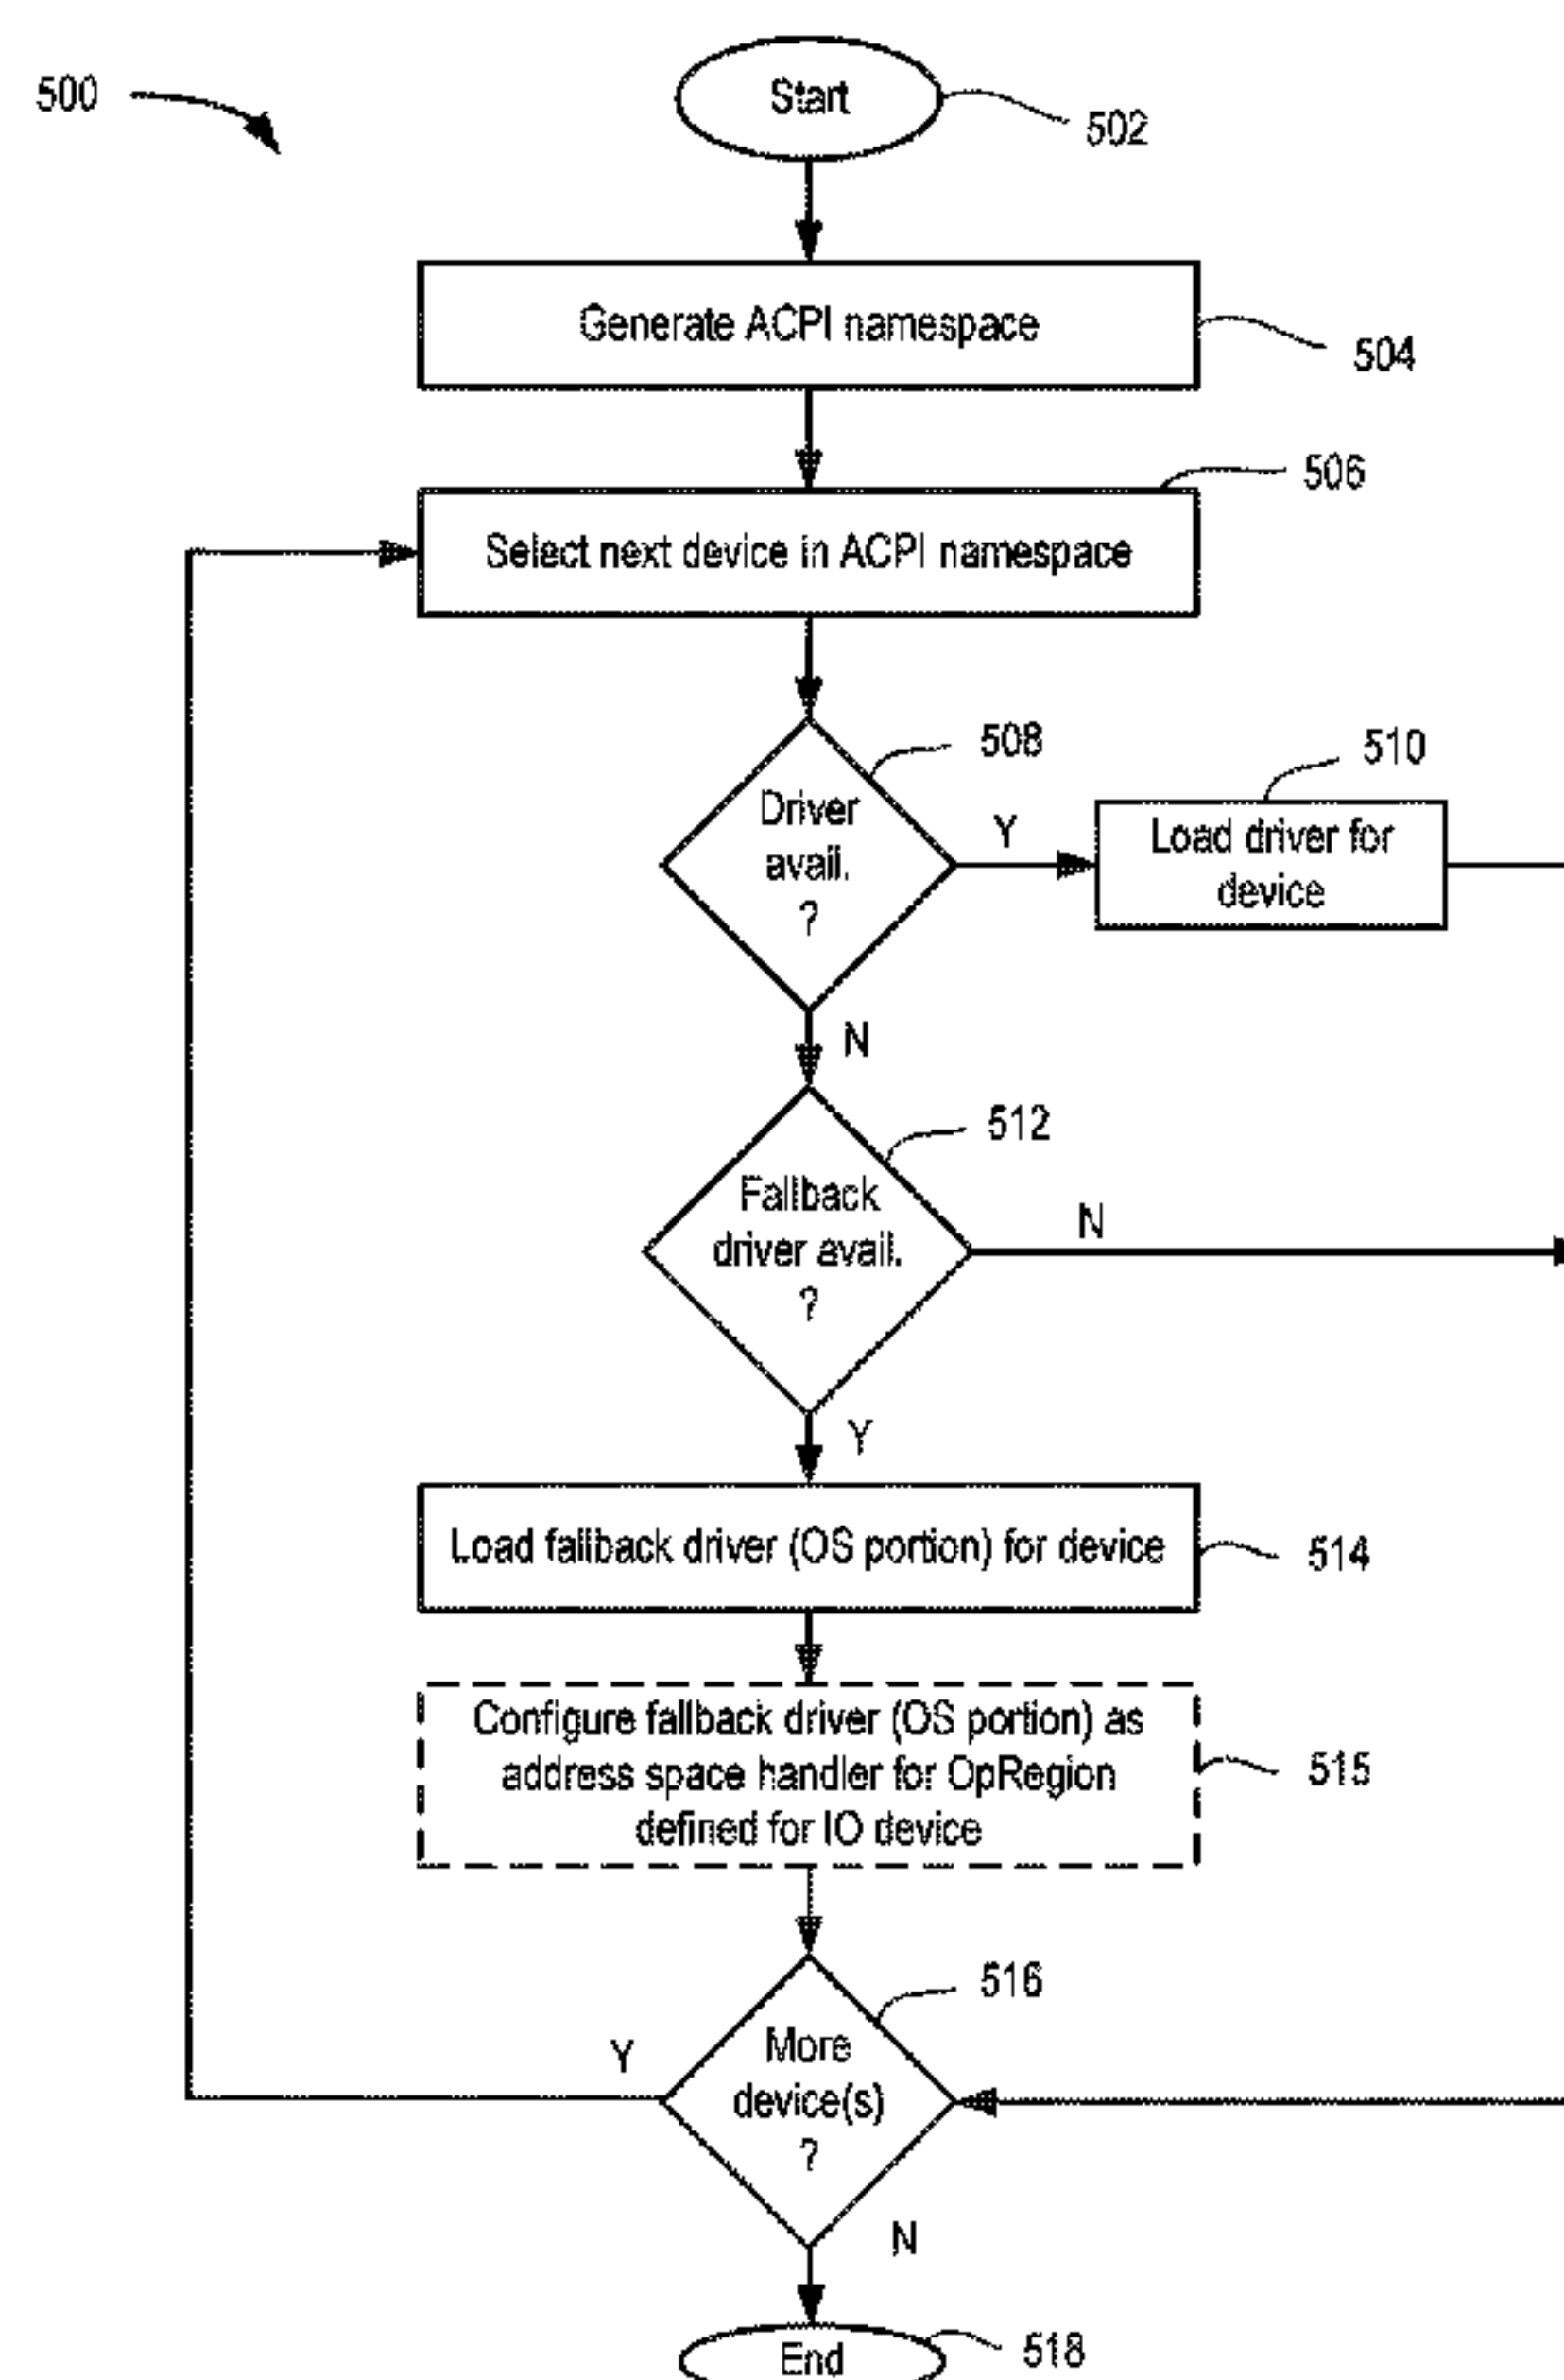 500
Start
502
Generate ACPI namespace
504
506
Select next device in ACPI namespace
508
510
Driver
avail.
?
Y
Load driver for
device
N
512
Fallback
driver avail.
?
N
Y
Load fallback driver (OS portion) for device
514
Configure fallback driver (OS portion) as
address space handler for OpRegion
defined for IO device
515
516
Y
More
device(s)
?
N
End
518